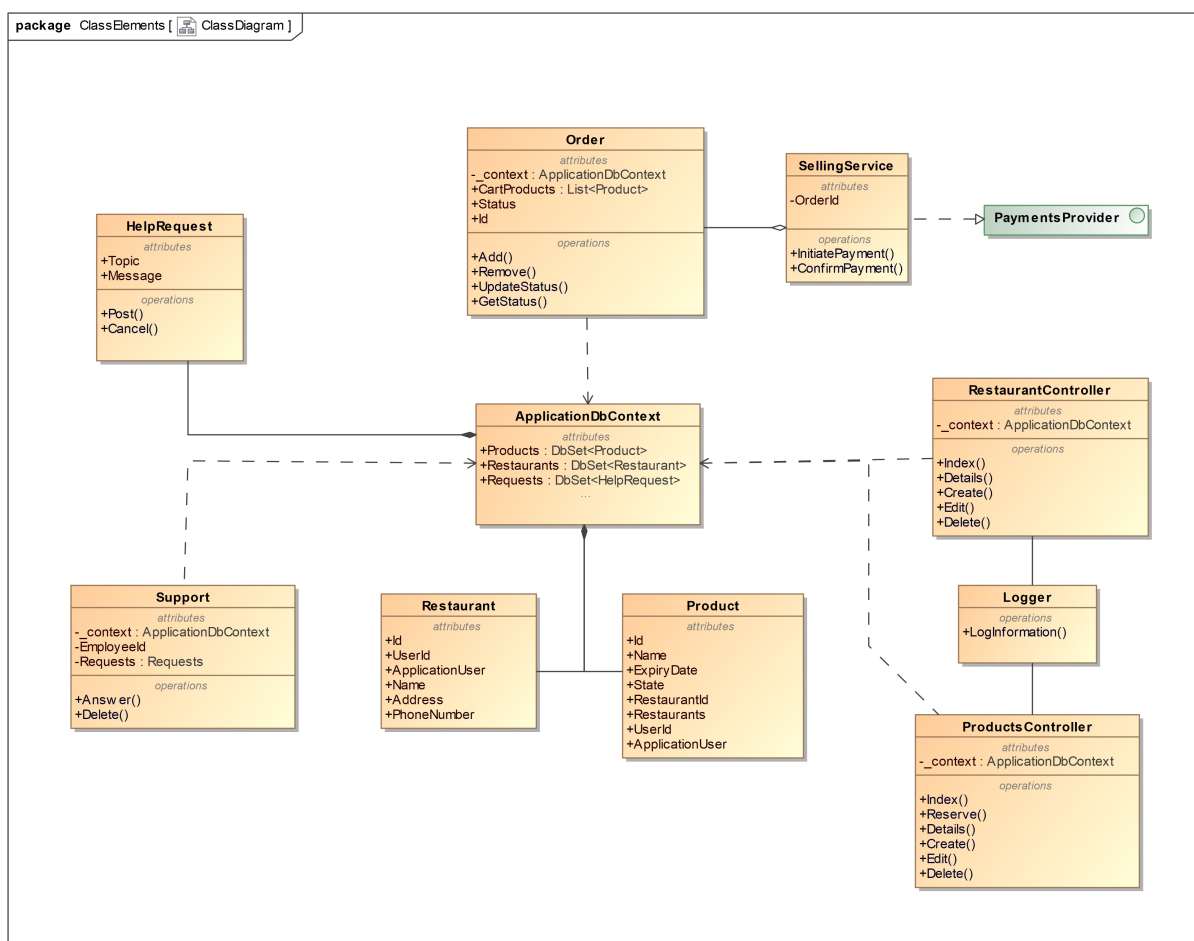 package ClassElements [ ClassDiagram ]
Order
attributes
-_context : ApplicationDbContext
+CartProducts : List<Product>
+Status
+Id
operations
+Add()
+Remove()
+UpdateStatus()
+GetStatus()
SellingService
attributes
-OrderId
operations
+InitiatePayment()
+ConfirmPayment()
PaymentsProvider
HelpRequest
attributes
+Topic
+Message
operations
+Post()
+Cancel()
ApplicationDbContext
attributes
+Products : DbSet<Product>
+Restaurants : DbSet<Restaurant>
+Requests : DbSet<HelpRequest>
...
RestaurantController
attributes
-_context : ApplicationDbContext
operations
+Index()
+Details()
+Create()
+Edit()
+Delete()
Support
attributes
-_context : ApplicationDbContext
-EmployeeId
-Requests : Requests
operations
+Answer()
+Delete()
Restaurant
attributes
+Id
+UserId
+ApplicationUser
+Name
+Address
+PhoneNumber
Product
attributes
+Id
+Name
+ExpiryDate
+State
+RestaurantId
+Restaurants
+UserId
+ApplicationUser
Logger
operations
+LogInformation()
ProductsController
attributes
-_context : ApplicationDbContext
operations
+Index()
+Reserve()
+Details()
+Create()
+Edit()
+Delete()